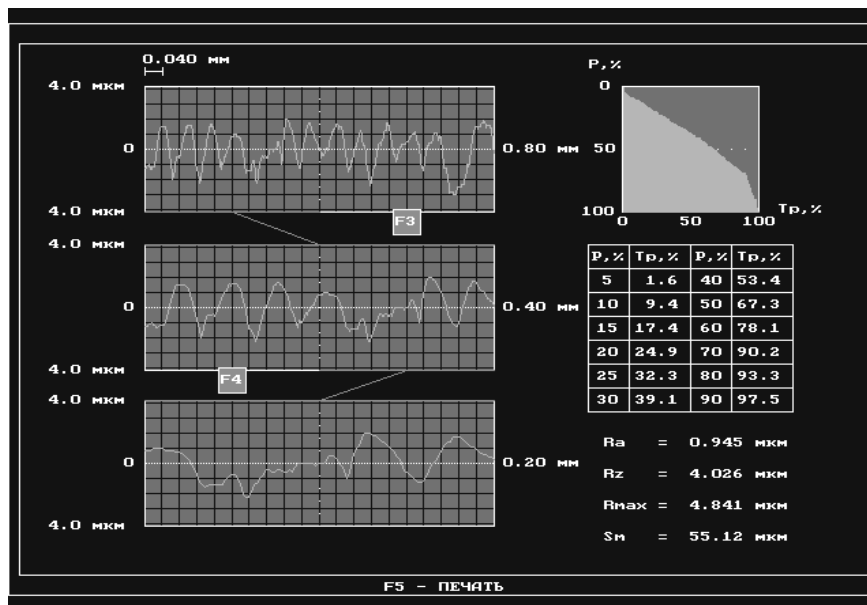 0.040 мм
4.0 мкм
0
0.80 мм
4.0 мкм
F3
4.0 мкм
0
0.40 мм
4.0 мкм
F4
4.0 мкм
0
0.20 мм
4.0 мкм
P,%
0
50
100
0 50 100
Tp,%
P,% Tp,% P,% Tp,%
5 1.6 40 53.4
10 9.4 50 67.3
15 17.4 60 78.1
20 24.9 70 90.2
25 32.3 80 93.3
30 39.1 90 97.5
Ra = 0.945 мкм
Rz = 4.026 мкм
Rmax = 4.841 мкм
Sm = 55.12 мкм
F5 - ПЕЧАТЬ